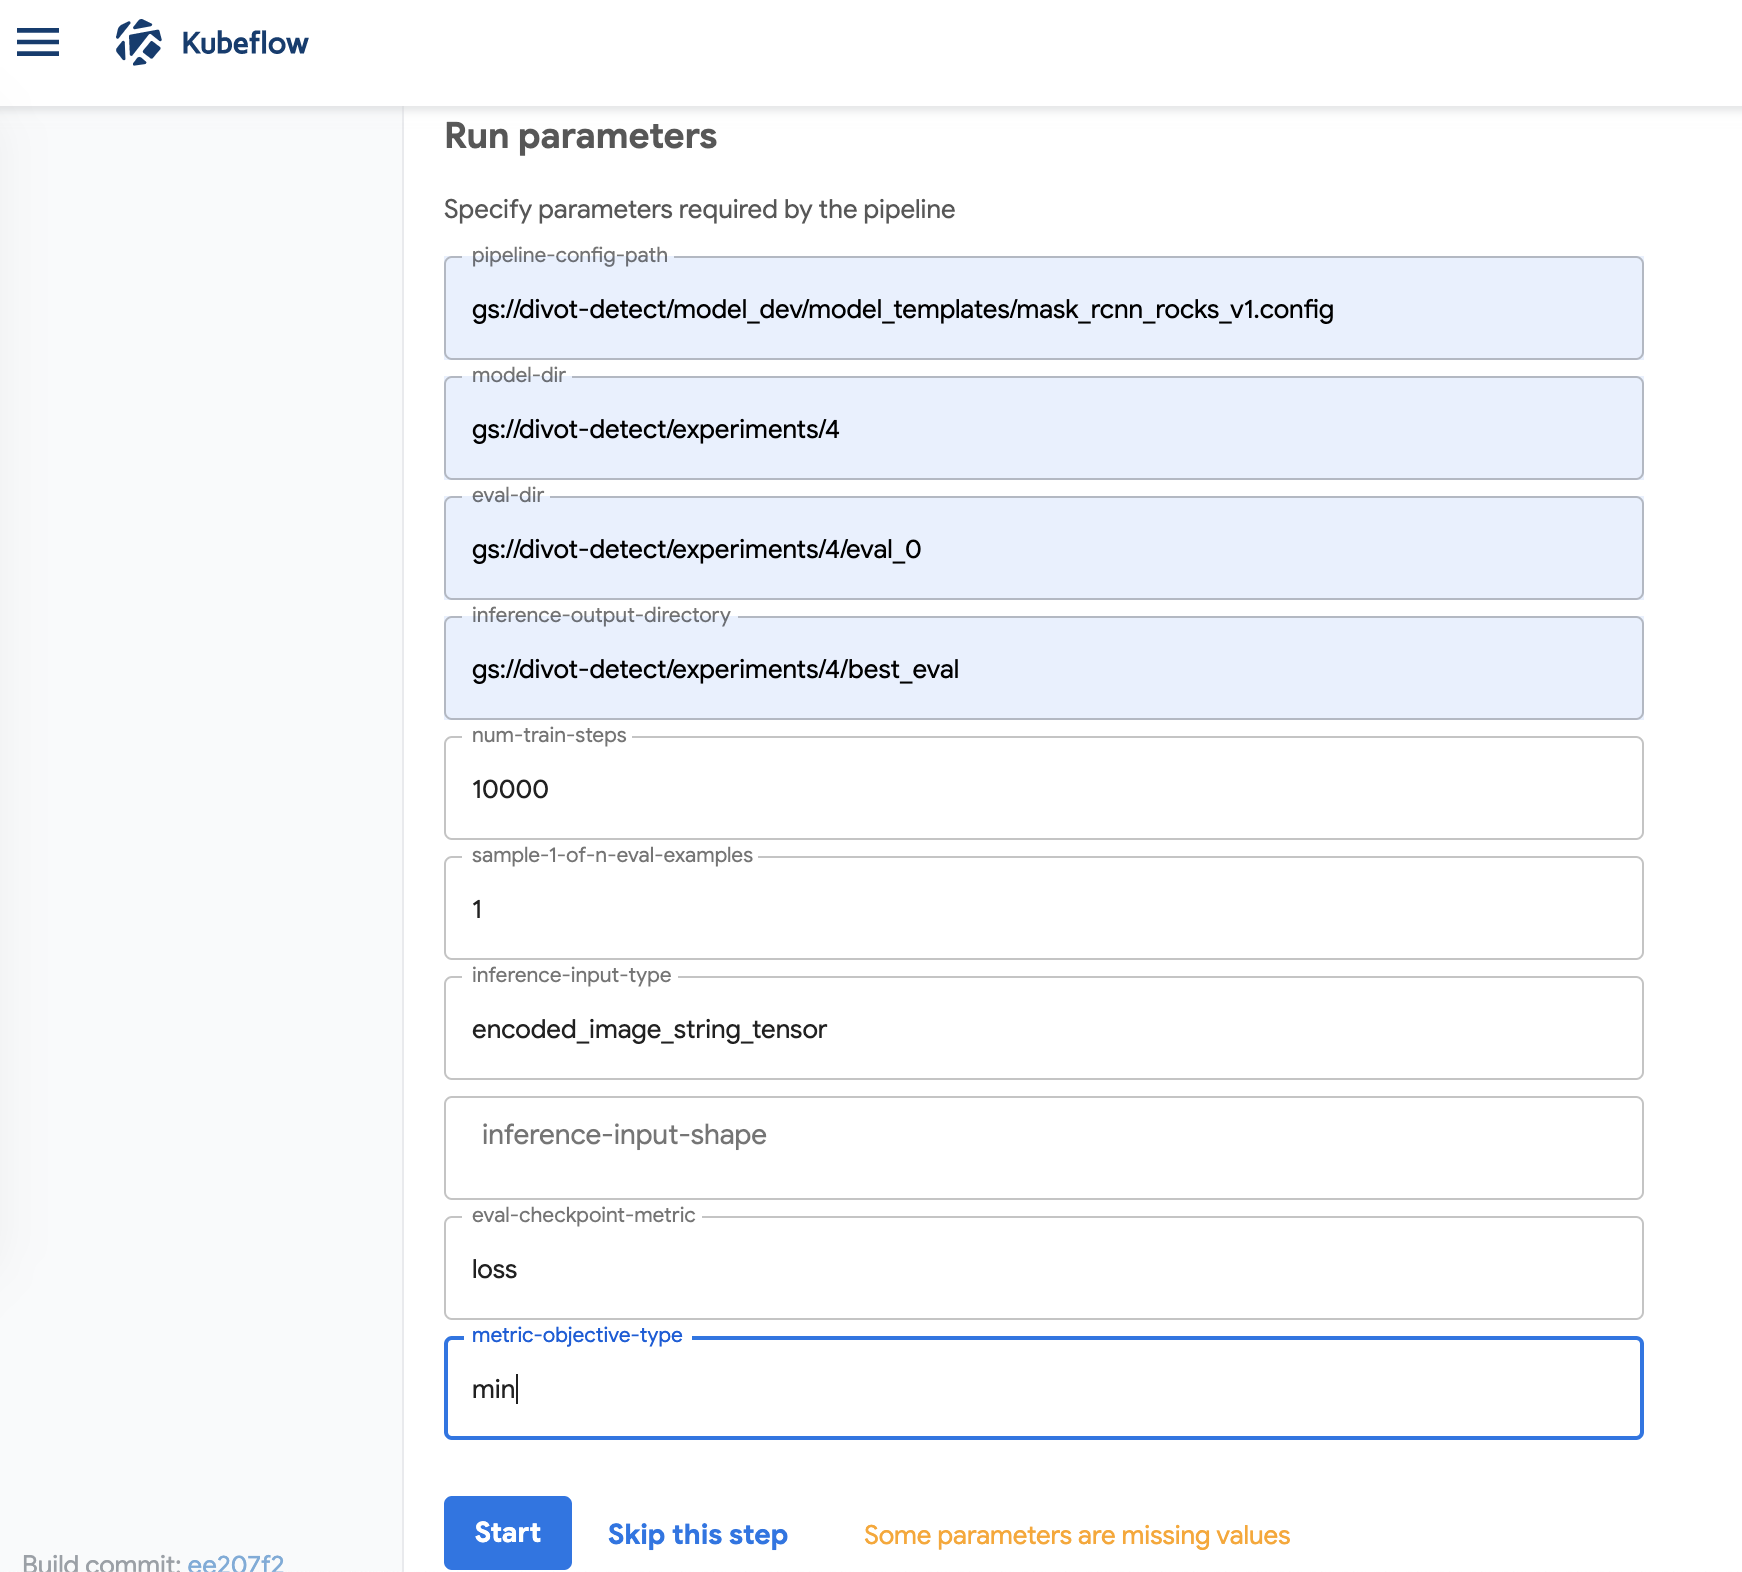 Kubeflow
Run parameters
Specify parameters required by the pipeline
pipeline-config-path
gs://divot-detect/model_dev/model_templates/mask_rcnn_rocks_v1.config
model-dir
gs://divot-detect/experiments/4
eval-dir
gs://divot-detect/experiments/4/eval_0
inference-output-directory
gs://divot-detect/experiments/4/best_eval
num-train-steps
10000
sample-1-of-n-eval-examples
1
inference-input-type
encoded_image_string_tensor
inference-input-shape
eval-checkpoint-metric
loss
metric-objective-type
min
Start
Skip this step
Some parameters are missing values
Build commit: ee207f2